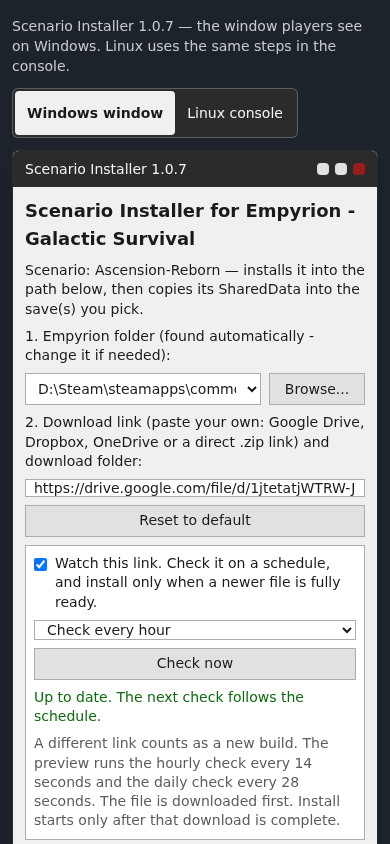 Scenario Installer 1.0.7 — the window players see
on Windows. Linux uses the same steps in the
console.
Windows window
Linux console
Scenario Installer 1.0.7
Scenario Installer for Empyrion -
Galactic Survival
Scenario: Ascension-Reborn — installs it into the
path below, then copies its SharedData into the
save(s) you pick.
1. Empyrion folder (found automatically -
change it if needed):
D:\Steam\steamapps\comm
Browse...
2. Download link (paste your own: Google Drive,
Dropbox, OneDrive or a direct .zip link) and
download folder:
https://drive.google.com/file/d/1jtetatjWTRW-J
Reset to default
Watch this link. Check it on a schedule,
and install only when a newer file is fully
ready.
Check every hour
Check now
Up to date. The next check follows the
schedule.
A different link counts as a new build. The
preview runs the hourly check every 14
seconds and the daily check every 28
seconds. The file is downloaded first. Install
starts only after that download is complete.